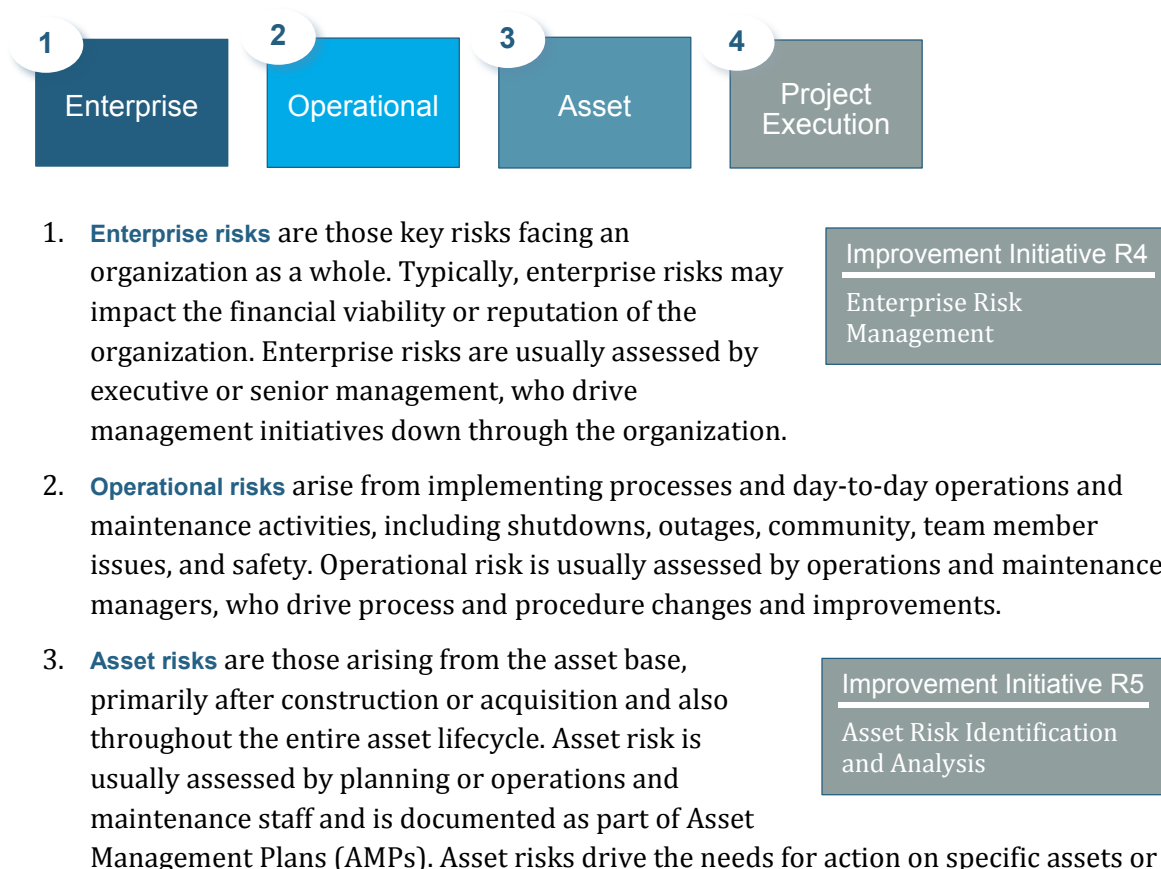 1
2
3
4
Enterprise
Operational
Asset
Project
Execution
1. Enterprise risks are those key risks facing an
organization as a whole. Typically, enterprise risks may
impact the financial viability or reputation of the
organization. Enterprise risks are usually assessed by
executive or senior management, who drive
management initiatives down through the organization.
Improvement Initiative R4
Enterprise Risk
Management
2. Operational risks arise from implementing processes and day-to-day operations and
maintenance activities, including shutdowns, outages, community, team member
issues, and safety. Operational risk is usually assessed by operations and maintenance
managers, who drive process and procedure changes and improvements.
3. Asset risks are those arising from the asset base,
primarily after construction or acquisition and also
throughout the entire asset lifecycle. Asset risk is
usually assessed by planning or operations and
maintenance staff and is documented as part of Asset
Management Plans (AMPs). Asset risks drive the needs for action on specific assets or
Improvement Initiative R5
Asset Risk Identification
and Analysis